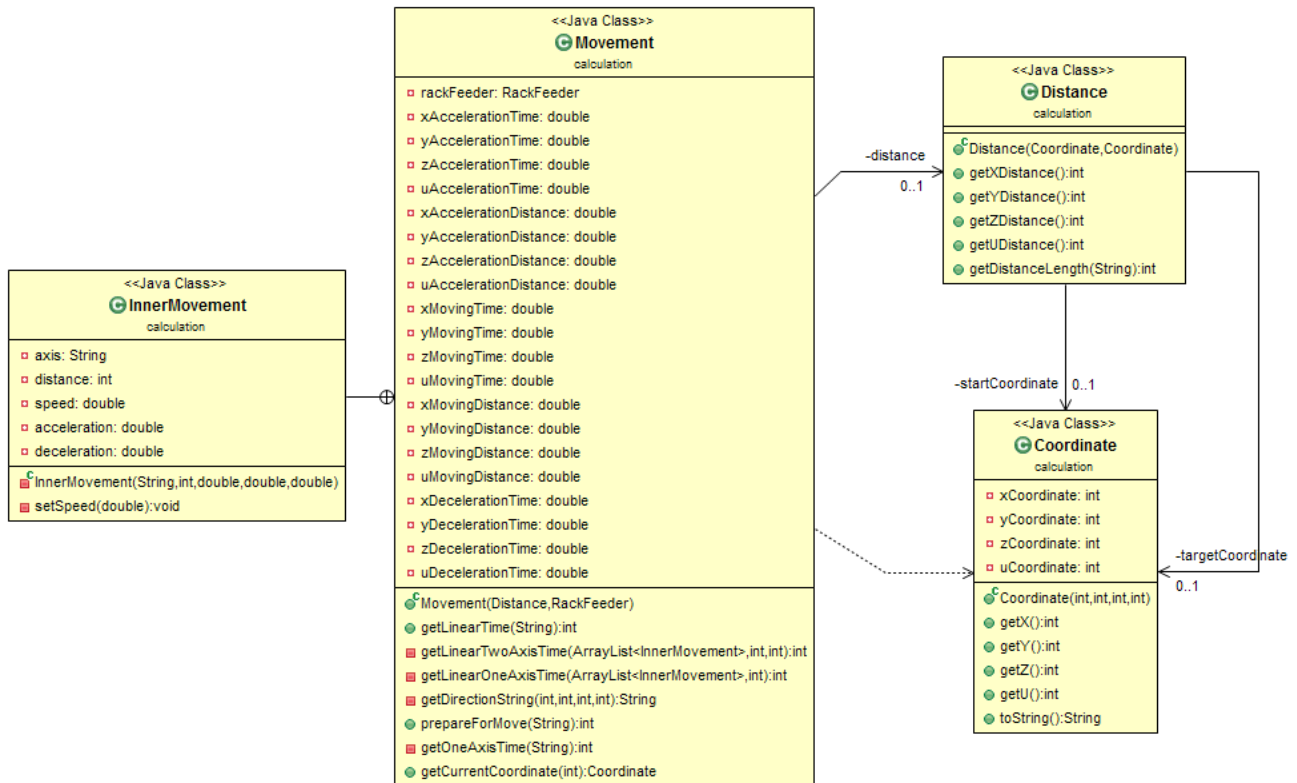 <<Java Class>>
InnerMovement
calculation
axis: String
distance: int
speed: double
acceleration: double
deceleration: double
InnerMovement(String,int,double,double,double)
setSpeed(double):void
<<Java Class>>
Movement
calculation
rackFeeder: RackFeeder
xAccelerationTime: double
yAccelerationTime: double
zAccelerationTime: double
uAccelerationTime: double
xAccelerationDistance: double
yAccelerationDistance: double
zAccelerationDistance: double
uAccelerationDistance: double
xMovingTime: double
yMovingTime: double
zMovingTime: double
uMovingTime: double
xMovingDistance: double
yMovingDistance: double
zMovingDistance: double
uMovingDistance: double
xDecelerationTime: double
yDecelerationTime: double
zDecelerationTime: double
uDecelerationTime: double
Movement(Distance,RackFeeder)
getLinearTime(String):int
getLinearTwoAxisTime(ArrayList<InnerMovement>,int,int):int
getLinearOneAxisTime(ArrayList<InnerMovement>,int):int
getDirectionString(int,int,int,int):String
prepareForMove(String):int
getOneAxisTime(String):int
getCurrentCoordinate(int):Coordinate
-distance
0..1
<<Java Class>>
Distance
calculation
Distance(Coordinate,Coordinate)
getXDistance():int
getYDistance():int
getZDistance():int
getUDistance():int
getDistanceLength(String):int
-startCoordinate
0..1
<<Java Class>>
Coordinate
calculation
xCoordinate: int
yCoordinate: int
zCoordinate: int
uCoordinate: int
Coordinate(int,int,int,int)
getX():int
getY():int
getZ():int
getU():int
toString():String
-targetCoordinate
0..1